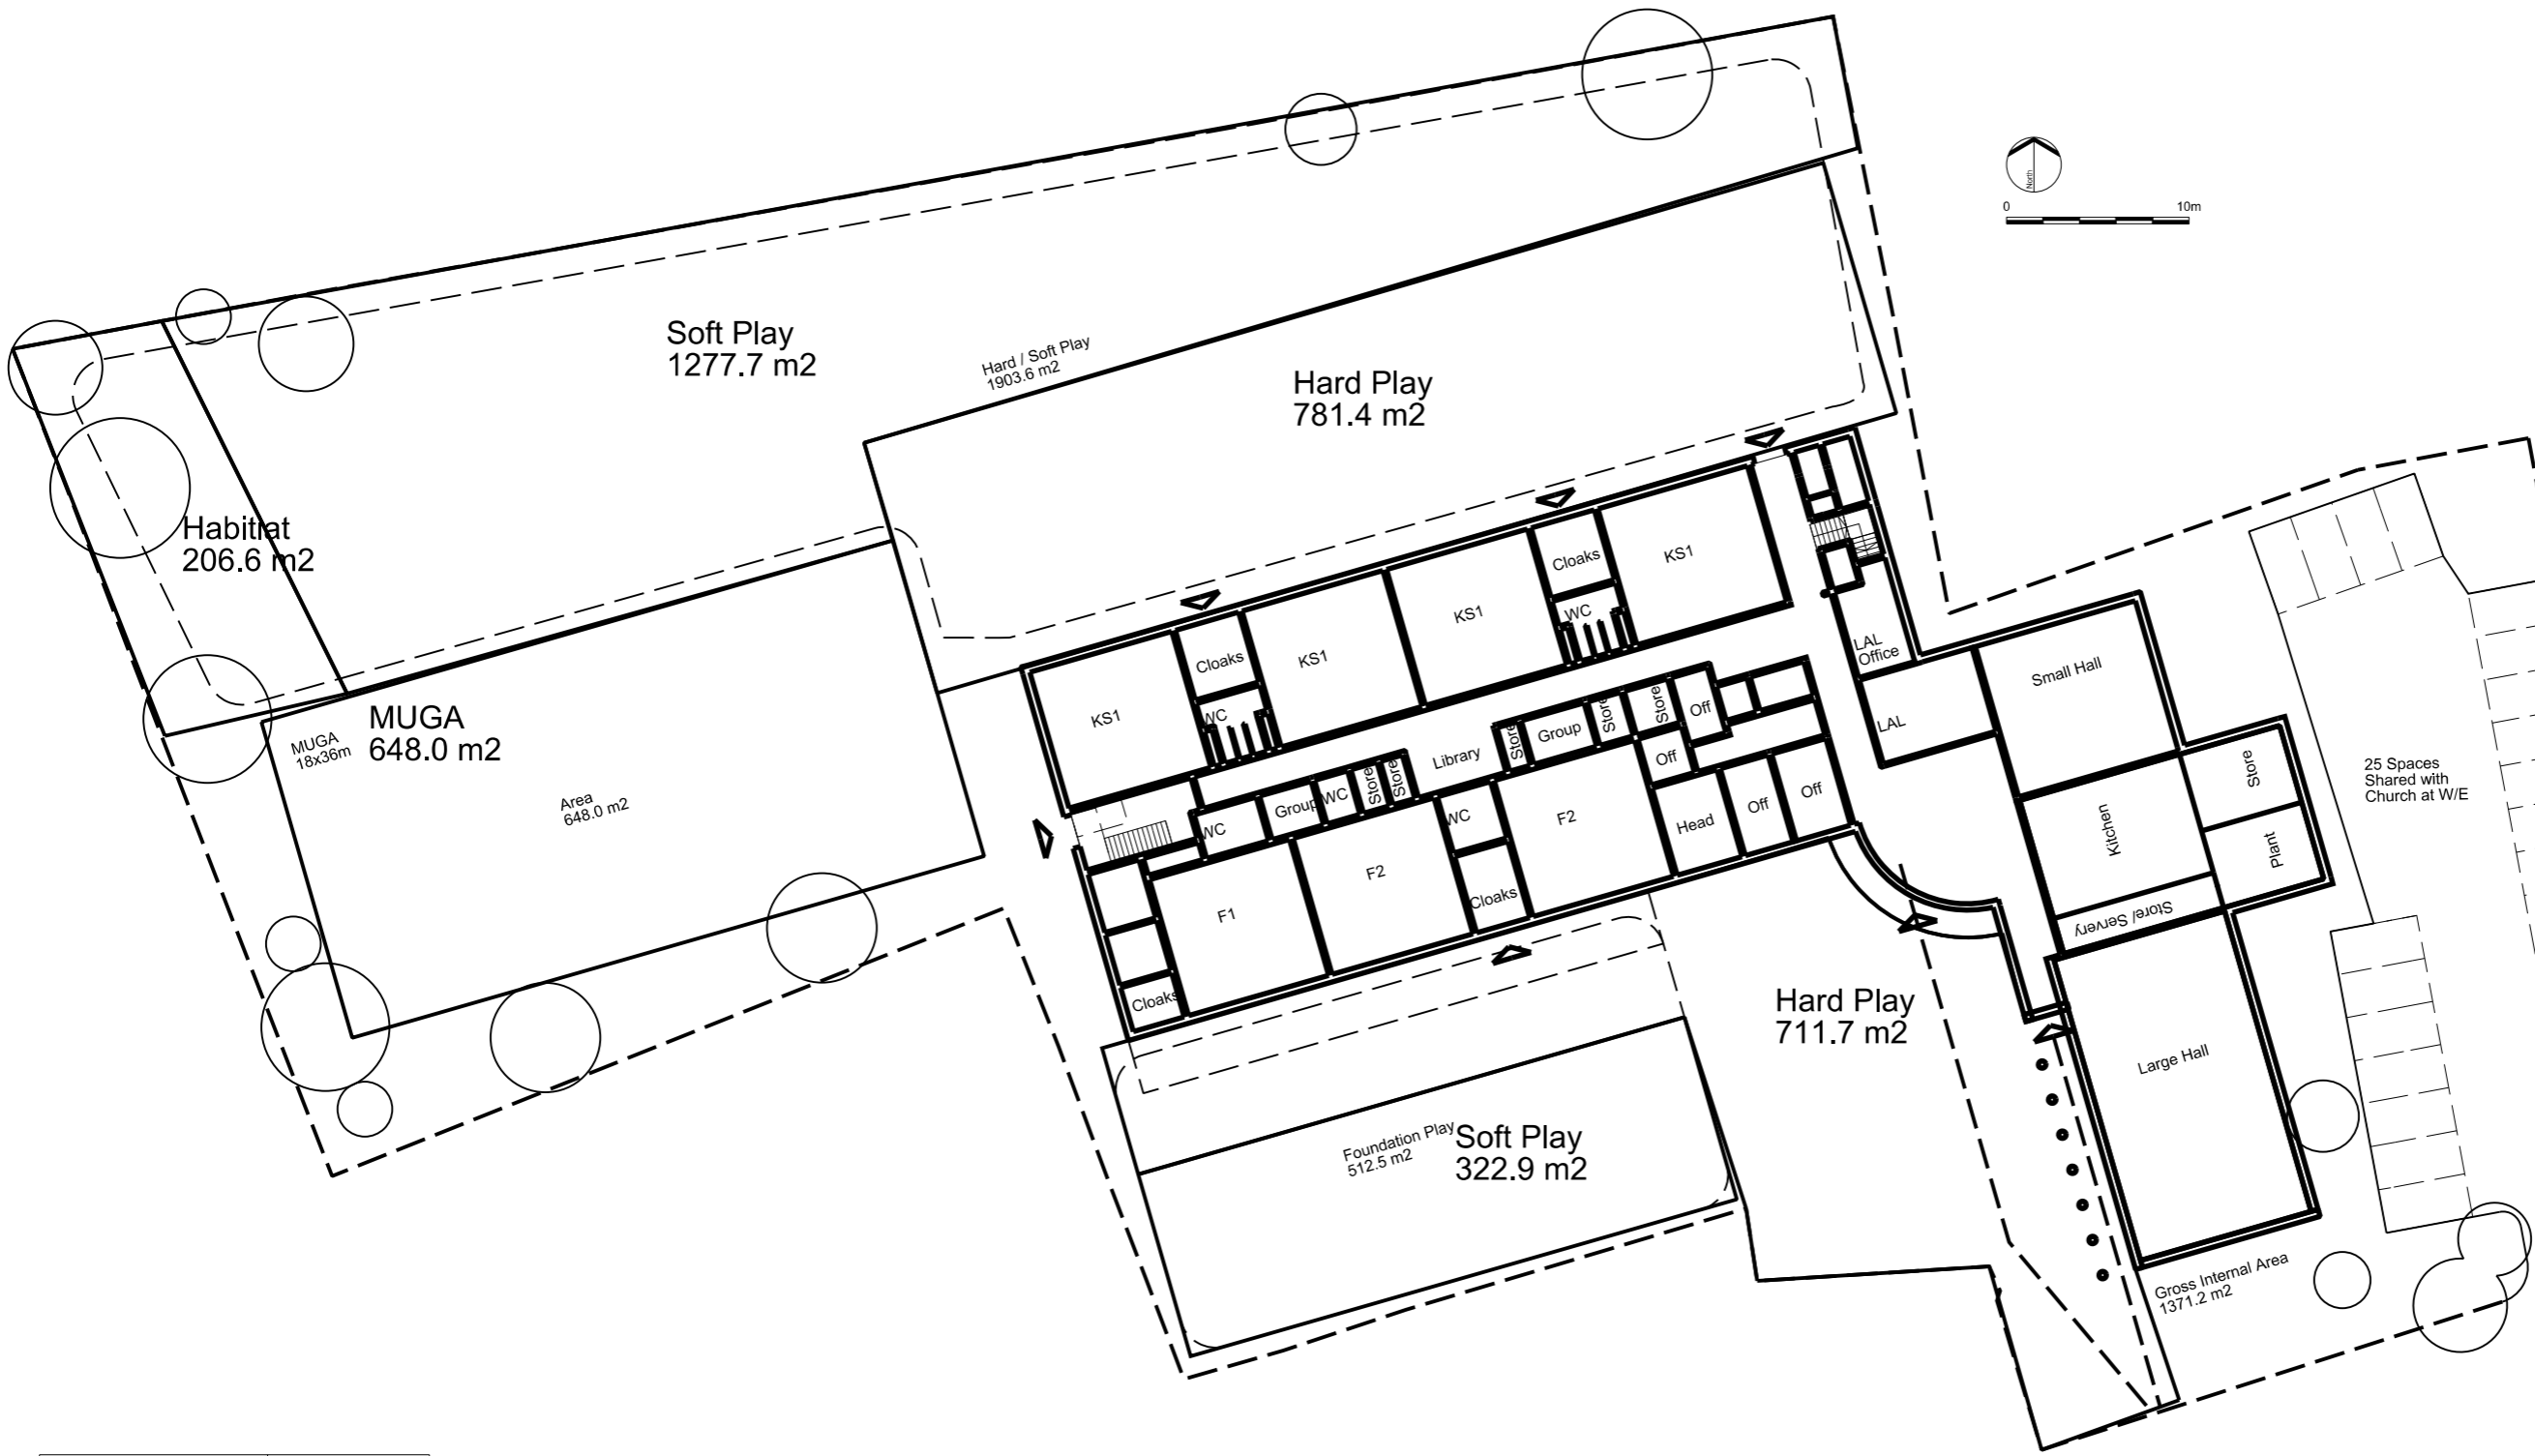 North
0 10m
Soft Play
1277.7 m2
Hard / Soft Play
1903.6 m2
Hard Play
781.4 m2
Habitat
206.6 m2
MUGA
18x36m
MUGA
648.0 m2
Area
648.0 m2
KS1
Cloaks
WC
KS1
KS1
Cloaks
WC
KS1
LAL
Office
LAL
Small Hall
Kitchen
Store
Plant
Store/ Servery
Large Hall
25 Spaces
Shared with
Church at W/E
WC
Group
WC
Store
Store
Library
Store
Group
Store
Store
Off
Off
Head
Off
Off
F1
F2
WC
Cloaks
F2
Cloaks
Hard Play
711.7 m2
Foundation Play
512.5 m2
Soft Play
322.9 m2
Gross Internal Area
1371.2 m2